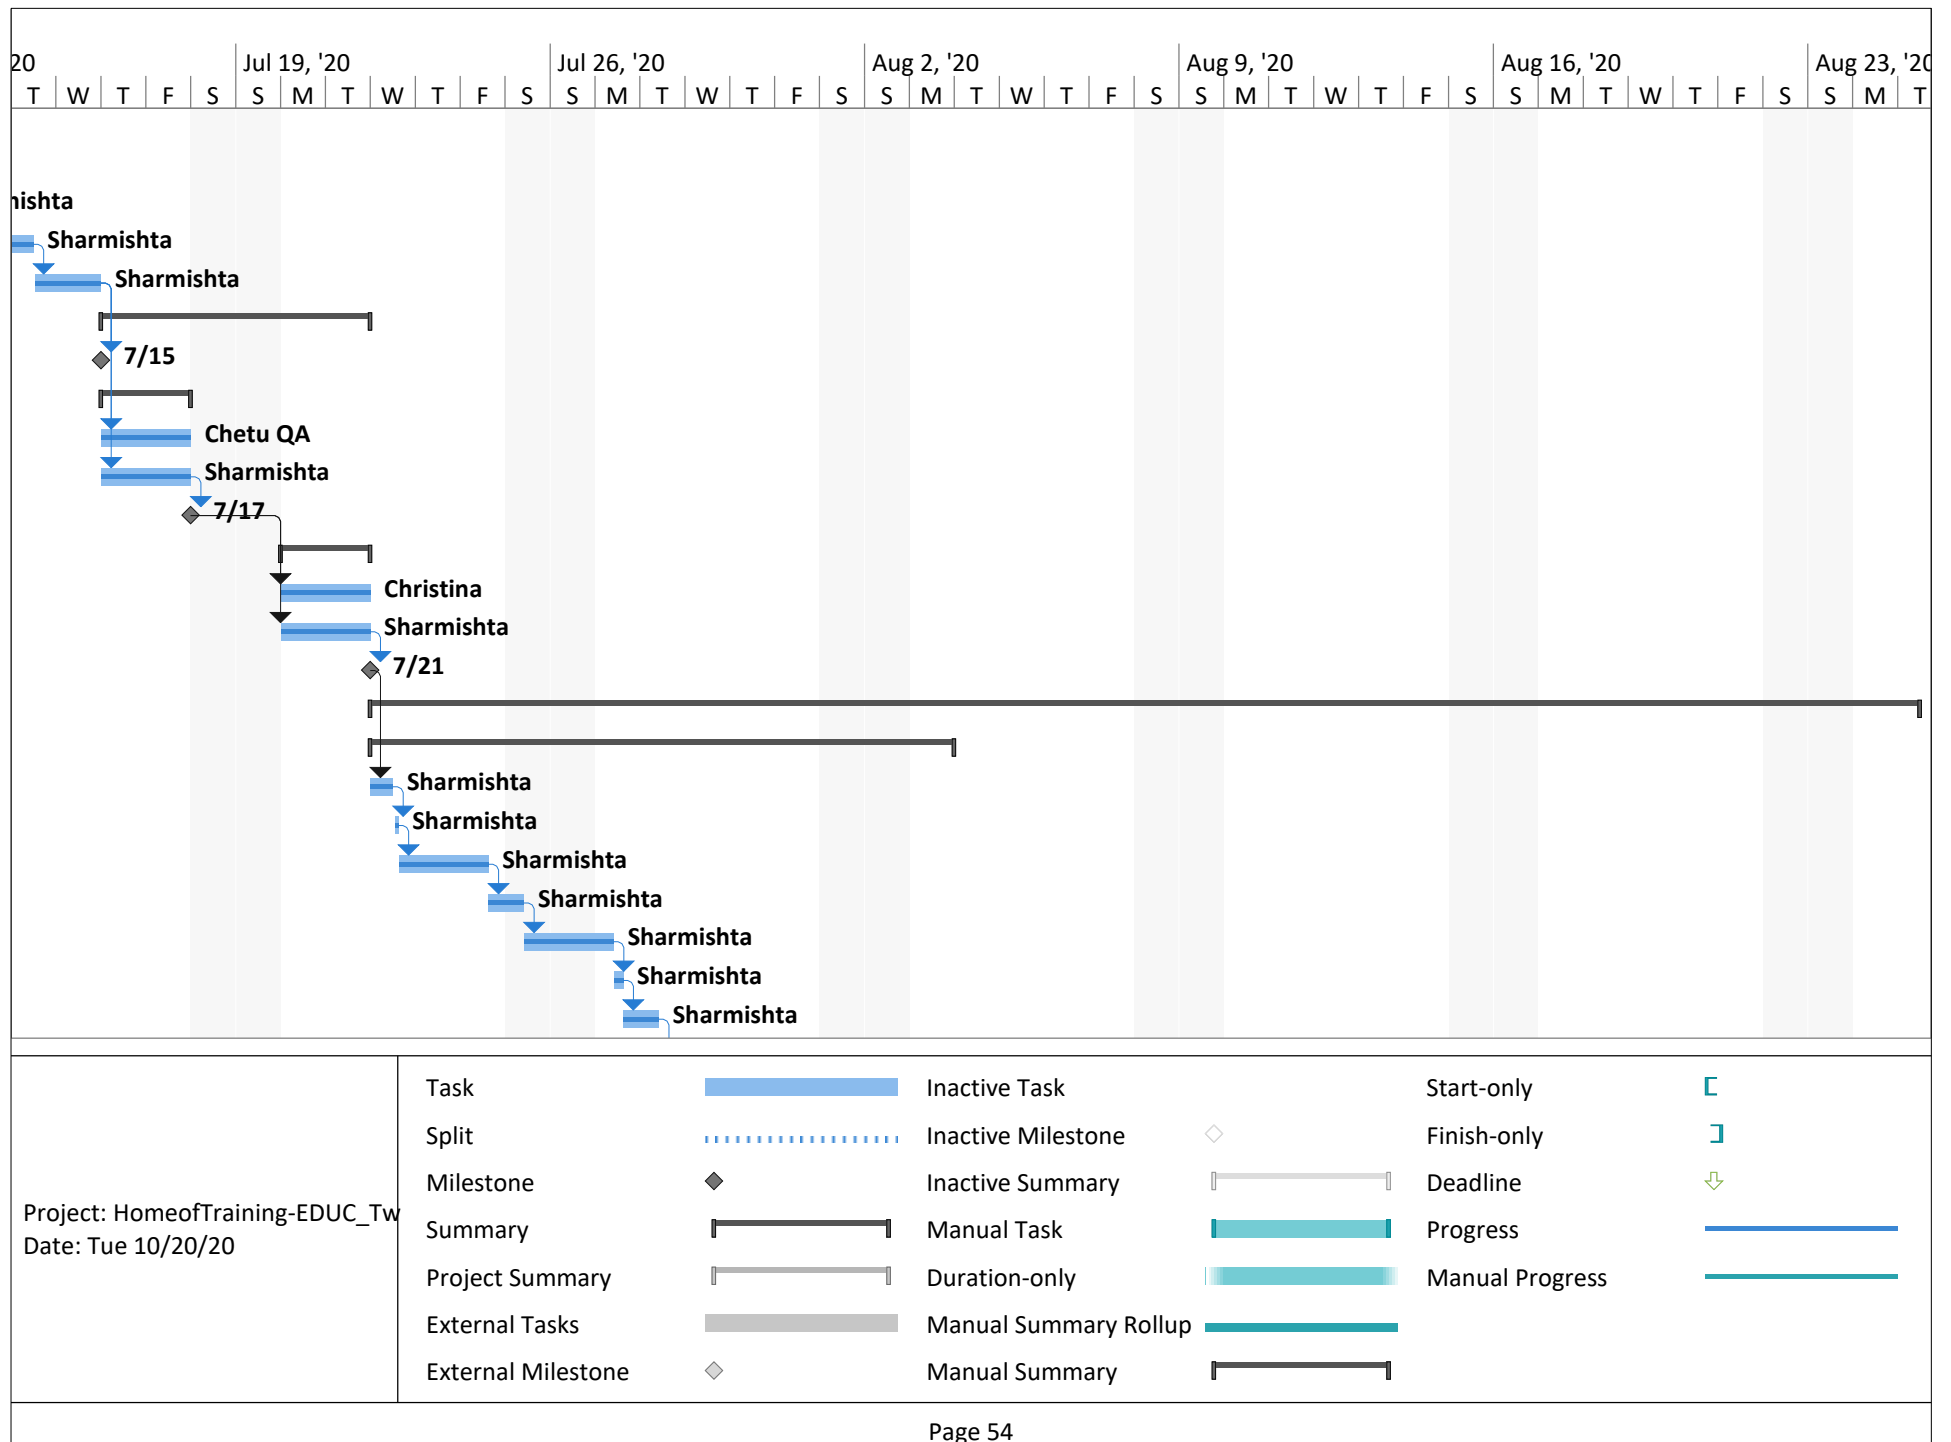 20 Jul 19, '20 Jul 26, '20 Aug 2, '20 Aug 9, '20 Aug 16, '20 Aug 23, '20
T W T F S S M T W T F S S M T W T F S S M T W T F S S M T W T F S S M T W T F S S M T
nishta
Sharmishta
Sharmishta
7/15
Chetu QA
Sharmishta
7/17
Christina
Sharmishta
7/21
Sharmishta
Sharmishta
Sharmishta
Sharmishta
Sharmishta
Sharmishta
Sharmishta
Project: HomeofTraining-EDUC_Tw
Date: Tue 10/20/20
Task
Split
Milestone
Summary
Project Summary
External Tasks
External Milestone
Inactive Task
Inactive Milestone
Inactive Summary
Manual Task
Duration-only
Manual Summary Rollup
Manual Summary
Start-only
Finish-only
Deadline
Progress
Manual Progress
Page 54